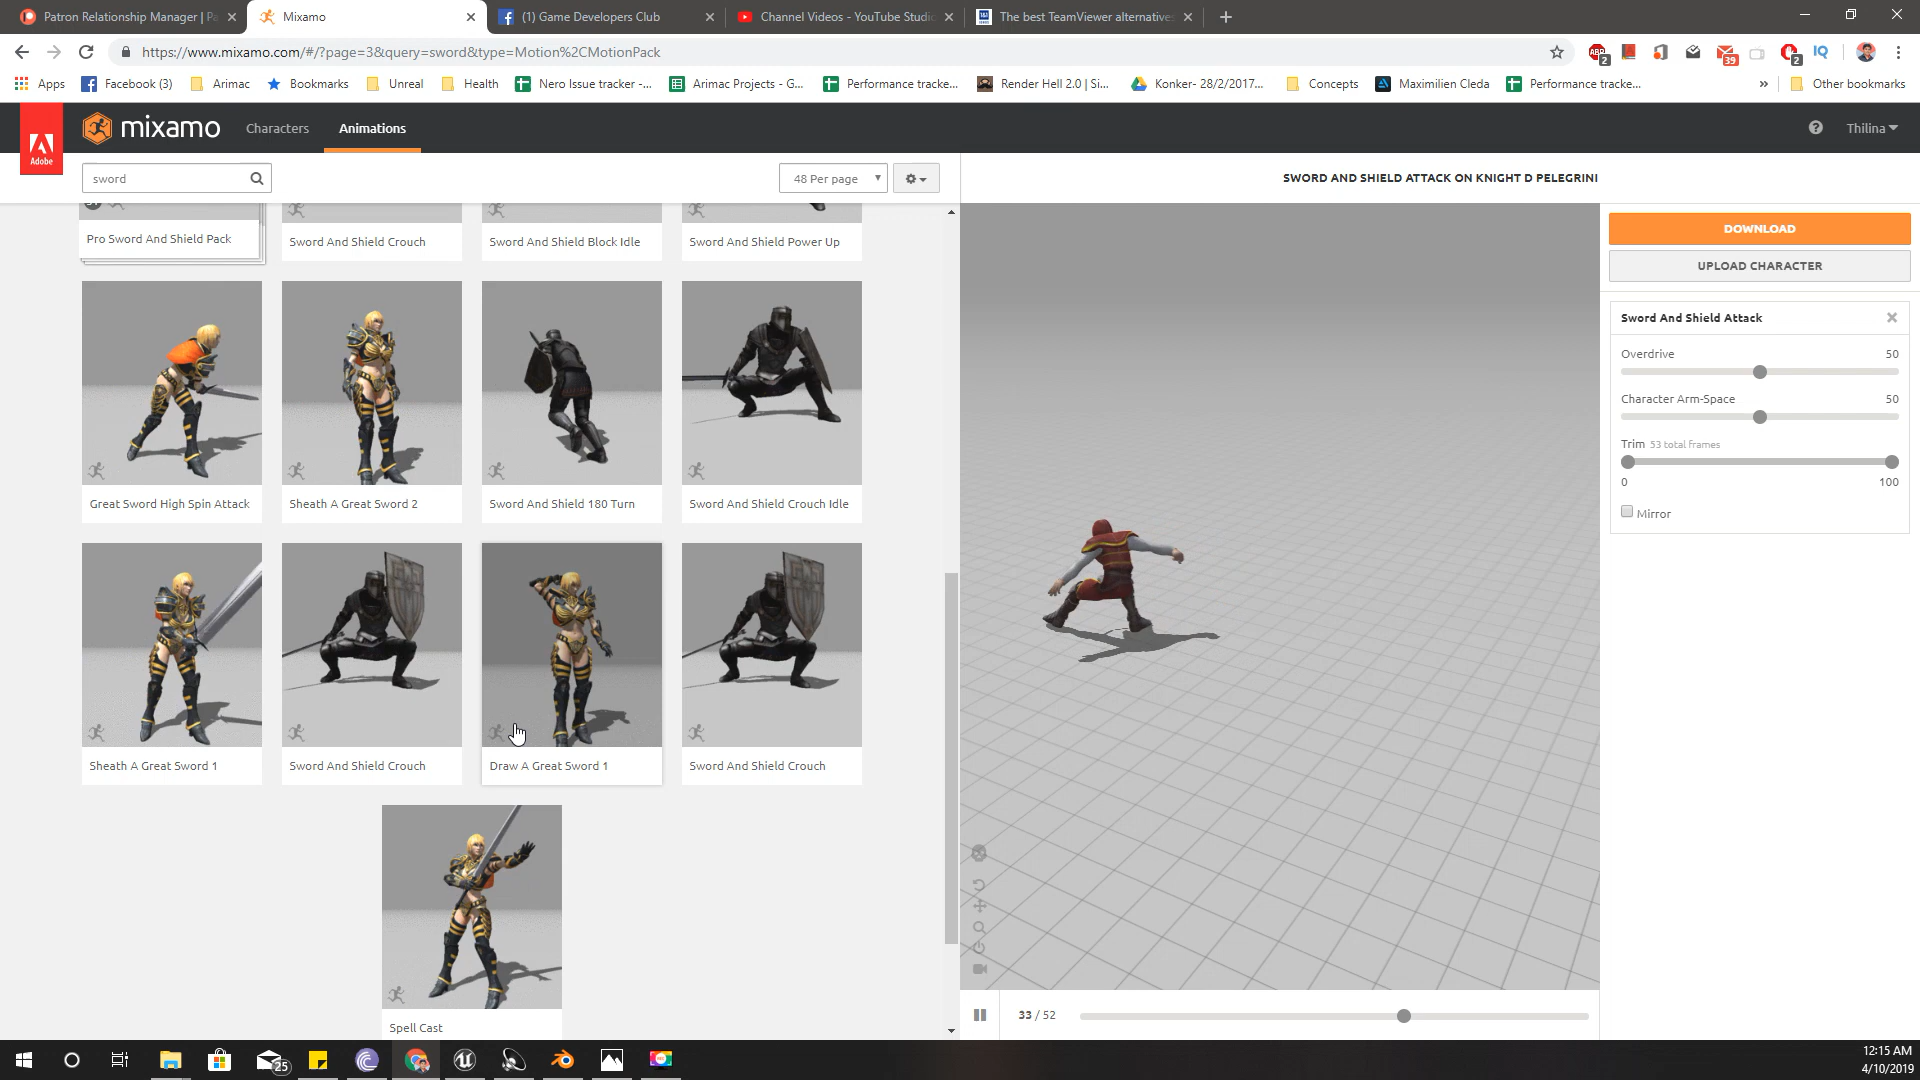 Patron Relationship Manager | Pa
Mixamo
(1) Game Developers Club
Channel Videos - YouTube Studio
The best TeamViewer alternatives
https://www.mixamo.com/#/?page=3&query=sword&type=Motion%2CMotionPack
ABP
2
39
2
IQ
Apps
Facebook (3)
Arimac
Bookmarks
Unreal
Health
Nero Issue tracker -...
Arimac Projects - G...
Performance tracke...
Render Hell 2.0 | Si...
Konker- 28/2/2017...
Concepts
Maximilien Cleda
Performance tracke...
»
Other bookmarks
Adobe
mixamo
Characters
Animations
Thilina
sword
48 Per page
SWORD AND SHIELD ATTACK ON KNIGHT D PELEGRINI
Pro Sword And Shield Pack
Sword And Shield Crouch
Sword And Shield Block Idle
Sword And Shield Power Up
Great Sword High Spin Attack
Sheath A Great Sword 2
Sword And Shield 180 Turn
Sword And Shield Crouch Idle
Sheath A Great Sword 1
Sword And Shield Crouch
Draw A Great Sword 1
Sword And Shield Crouch
Spell Cast
DOWNLOAD
UPLOAD CHARACTER
Sword And Shield Attack
Overdrive 50
Character Arm-Space 50
Trim 53 total frames
0 100
Mirror
33 / 52
25
12:15 AM
4/10/2019